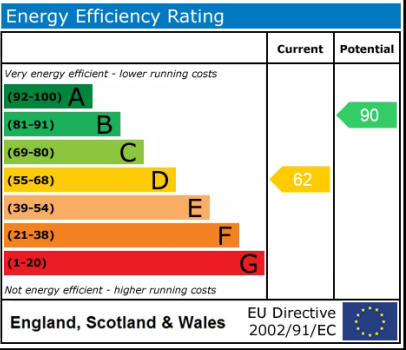 Energy Efficiency Rating
Current Potential
Very energy efficient - lower running costs
(92-100) A
(81-91) B
90
(69-80) C
(55-68) D
62
(39-54) E
(21-38) F
(1-20) G
Not energy efficient - higher running costs
England, Scotland & Wales
EU Directive
2002/91/EC